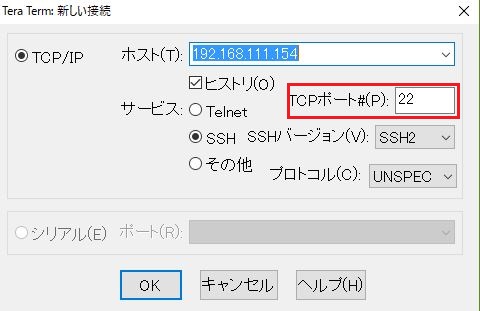 Tera Term: 新しい接続
TCP/IP
ホスト(T): 192.168.111.154
ヒストリ(O)
サービス: Telnet
TCPポート#(P): 22
SSH
SSHバージョン(V): SSH2
その他
プロトコル(C): UNSPEC
シリアル(E)
ポート(R):
OK
キャンセル
ヘルプ(H)